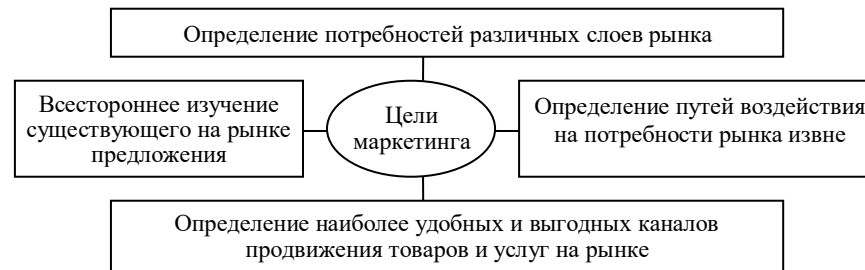 Определение потребностей различных слоев рынка
Всестороннее изучение
существующего на рынке
предложения
Цели
маркетинга
Определение путей воздействия
на потребности рынка извне
Определение наиболее удобных и выгодных каналов
продвижения товаров и услуг на рынке